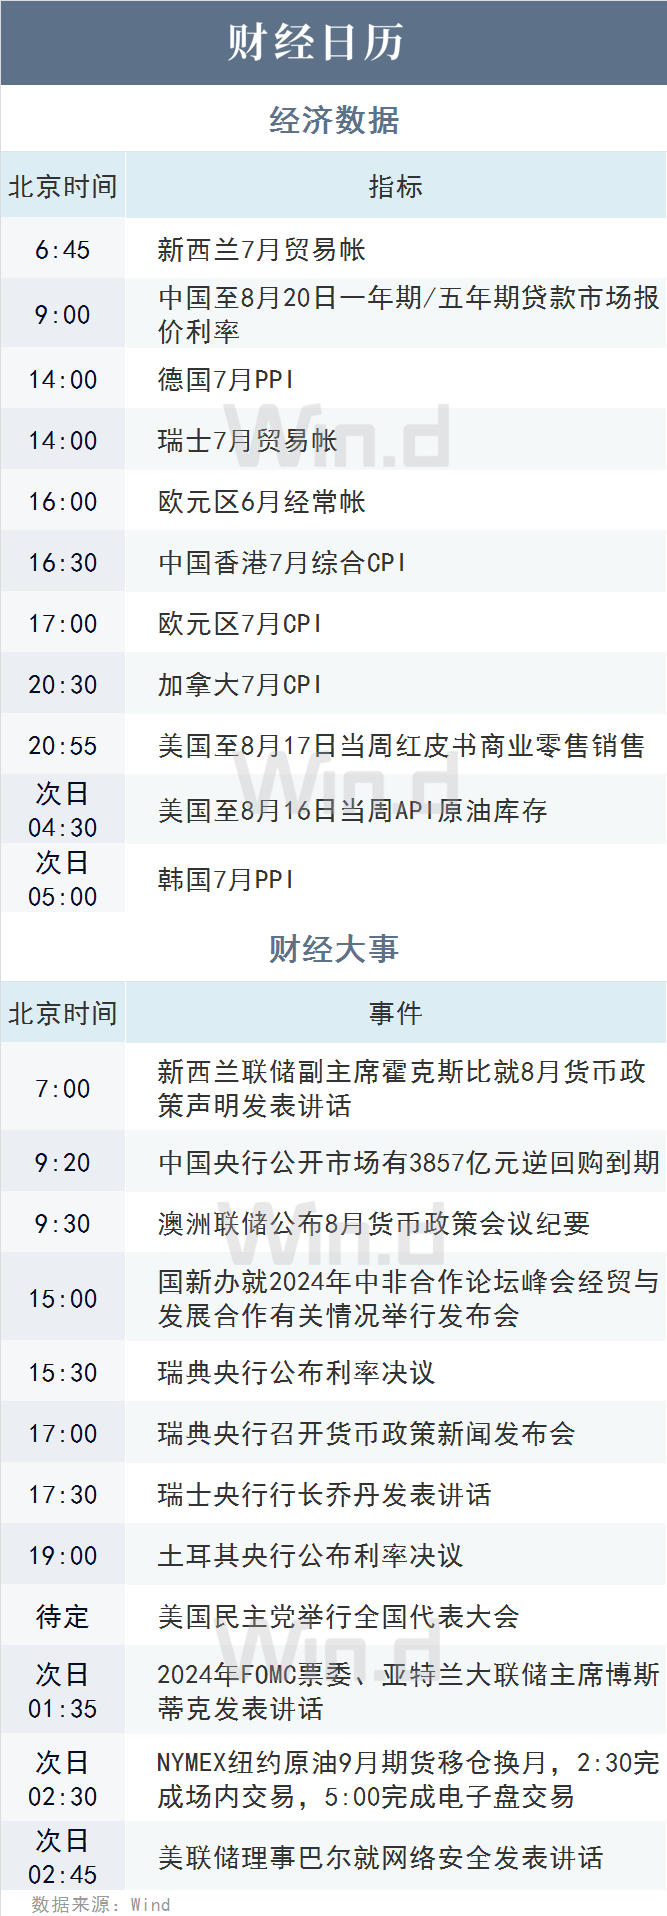 财经日历
经济数据
北京时间 指标
6:45 新西兰7月贸易帐
9:00 中国至8月20日一年期/五年期贷款市场报
价利率
14:00 德国7月PPI
14:00 瑞士7月贸易帐
16:00 欧元区6月经常帐
16:30 中国香港7月综合CPI
17:00 欧元区7月CPI
20:30 加拿大7月CPI
20:55 美国至8月17日当周红皮书商业零售销售
次日
04:30 美国至8月16日当周API原油库存
次日
05:00 韩国7月PPI
财经大事
北京时间 事件
7:00 新西兰联储副主席霍克斯比就8月货币政
策声明发表讲话
9:20 中国央行公开市场有3857亿元逆回购到期
9:30 澳洲联储公布8月货币政策会议纪要
15:00 国新办就2024年中非合作论坛峰会经贸与
发展合作有关情况举行发布会
15:30 瑞典央行公布利率决议
17:00 瑞典央行召开货币政策新闻发布会
17:30 瑞士央行行长乔丹发表讲话
19:00 土耳其央行公布利率决议
待定 美国民主党举行全国代表大会
次日 2024年FOMC票委、亚特兰大联储主席博斯
01:35 蒂克发表讲话
次日 NYMEX纽约原油9月期货移仓换月，2:30完
02:30 成场内交易，5:00完成电子盘交易
次日
02:45 美联储理事巴尔就网络安全发表讲话
数据来源：Wind
Win.d
Win.d
Win.d
Win.d